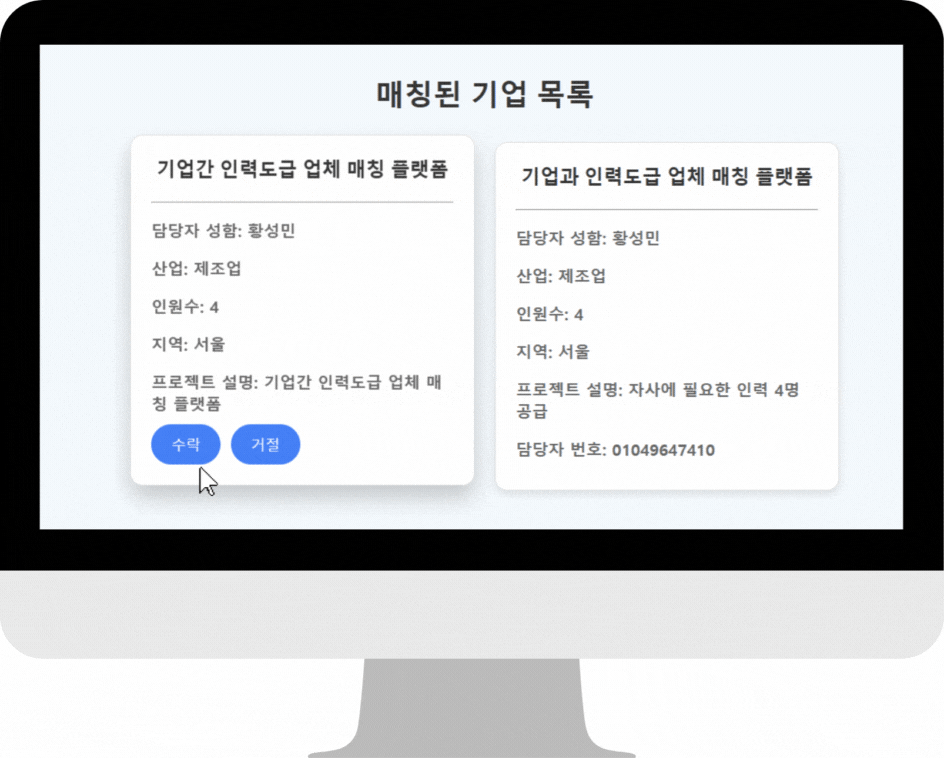 매칭된 기업 목록
기업간 인력도급 업체 매칭 플랫폼
담당자 성함: 황성민
산업: 제조업
인원수: 4
지역: 서울
프로젝트 설명: 기업간 인력도급 업체 매
칭 플랫폼
수락 거절
기업과 인력도급 업체 매칭 플랫폼
담당자 성함: 황성민
산업: 제조업
인원수: 4
지역: 서울
프로젝트 설명: 자사에 필요한 인력 4명
공급
담당자 번호: 01049647410